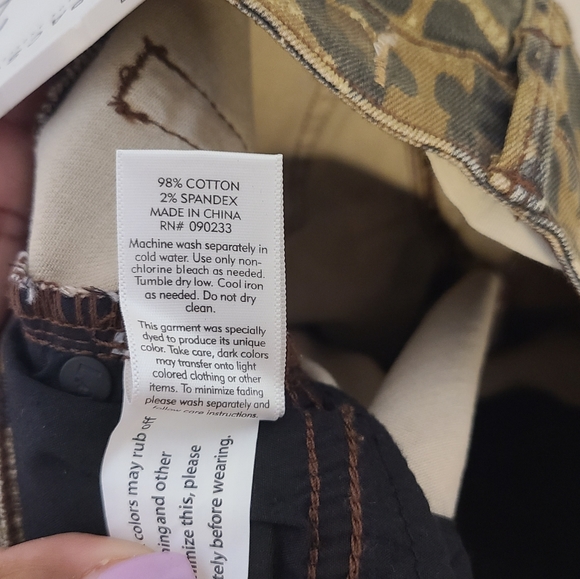 98% COTTON
2% SPANDEX
MADE IN CHINA
RN# 090233
Machine wash separately in
cold water. Use only non-
chlorine bleach as needed.
Tumble dry low. Cool iron
as needed. Do not dry
clean.
This garment was specially
dyed to produce its unique
color. Take care, dark colors
may transfer onto light
colored clothing or other
items. To minimize fading
please wash separately and
follow care instructions.
colors may rub off
and other
this, please
before wearing.